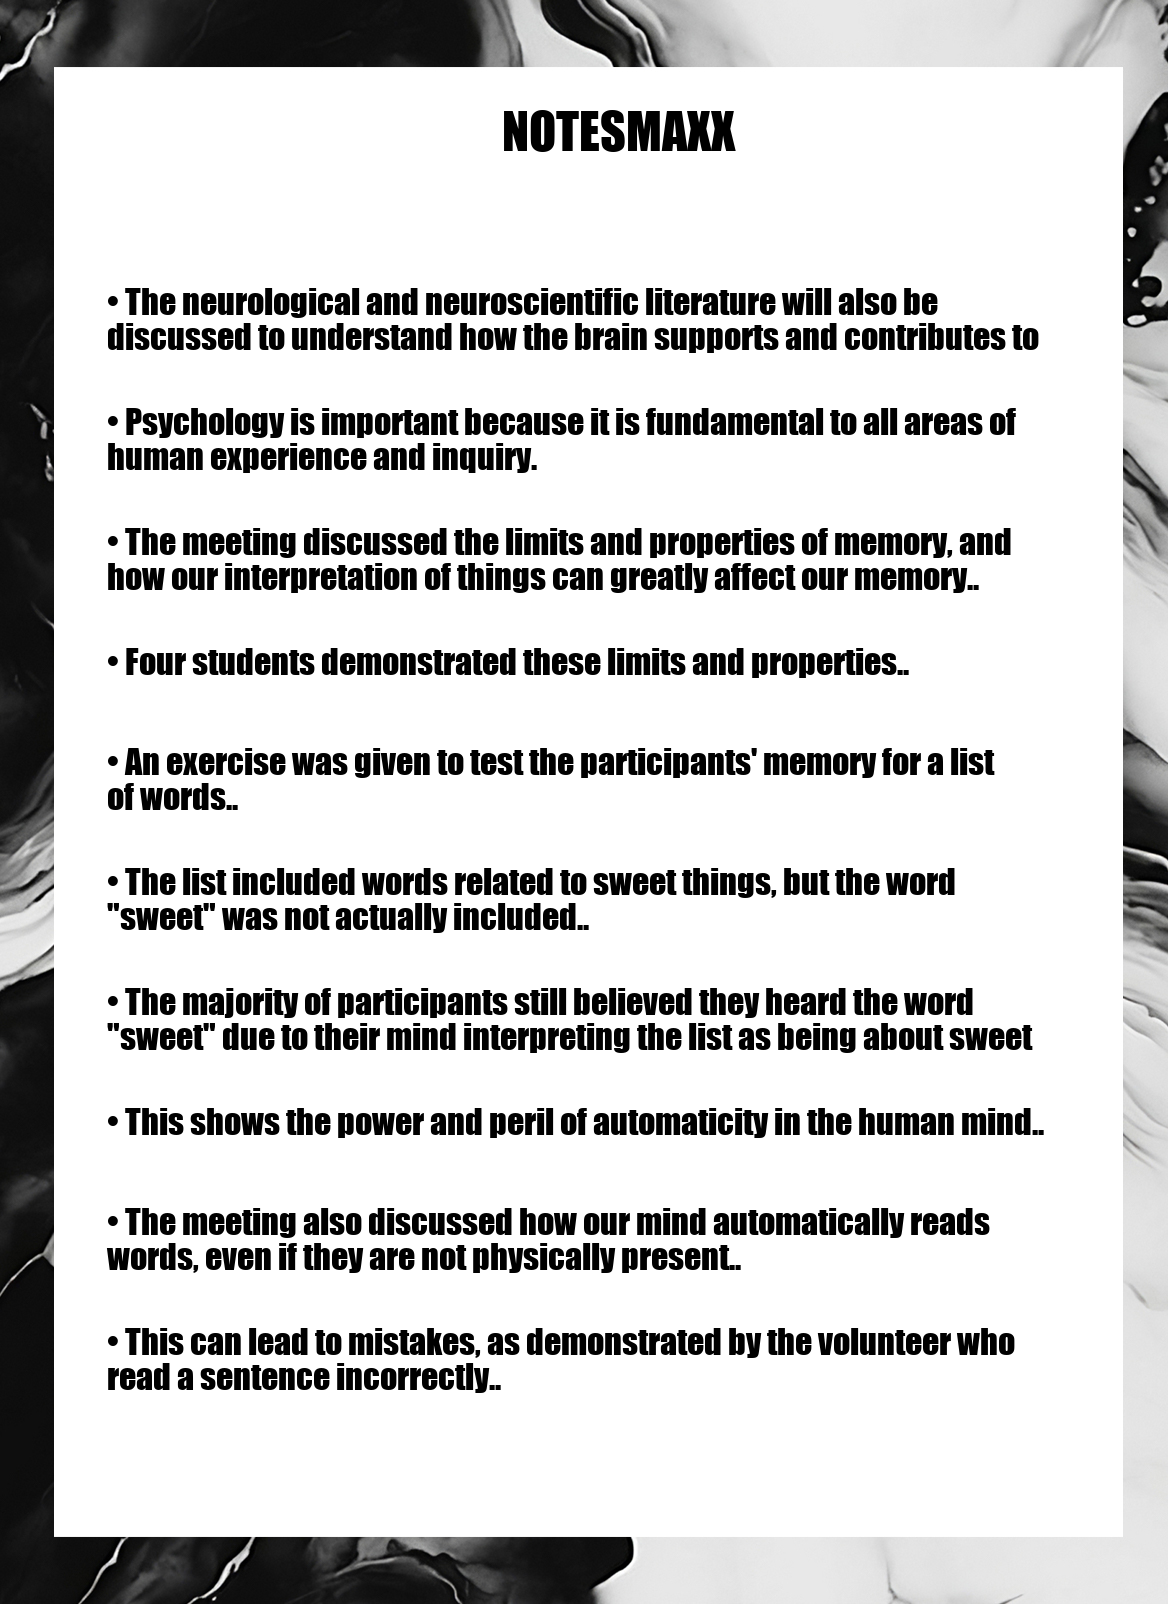 NOTESMAXX
• The neurological and neuroscientific literature will also be
discussed to understand how the brain supports and contributes to
• Psychology is important because it is fundamental to all areas of
human experience and inquiry.
• The meeting discussed the limits and properties of memory, and
how our interpretation of things can greatly affect our memory..
• Four students demonstrated these limits and properties..
• An exercise was given to test the participants' memory for a list
of words..
• The list included words related to sweet things, but the word
"sweet" was not actually included..
• The majority of participants still believed they heard the word
"sweet" due to their mind interpreting the list as being about sweet
• This shows the power and peril of automaticity in the human mind..
• The meeting also discussed how our mind automatically reads
words, even if they are not physically present..
• This can lead to mistakes, as demonstrated by the volunteer who
read a sentence incorrectly..